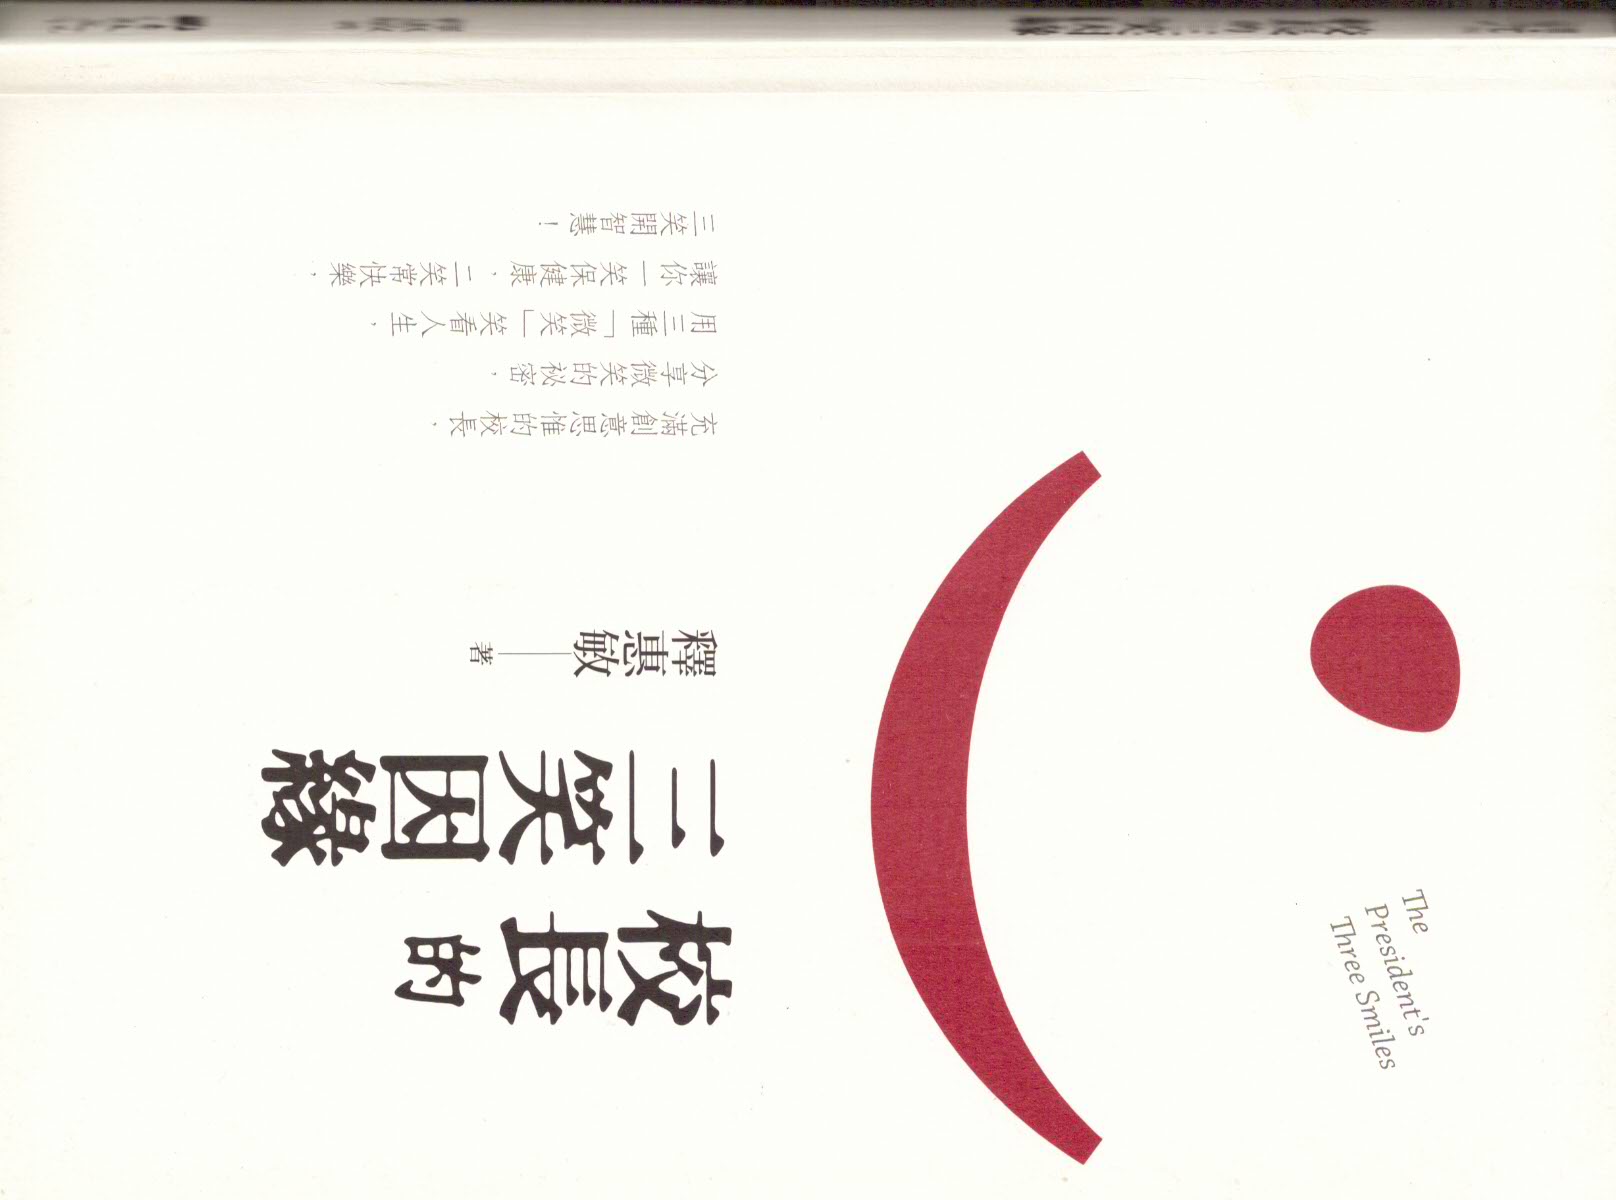 The
President's
Three Smiles
校長的
三笑因緣
釋惠敏——著
充滿創意思惟的校長，
分享微笑的祕密，
用三種「微笑」笑看人生，
讓你一笑保健康，二笑常快樂，
三笑開智慧！